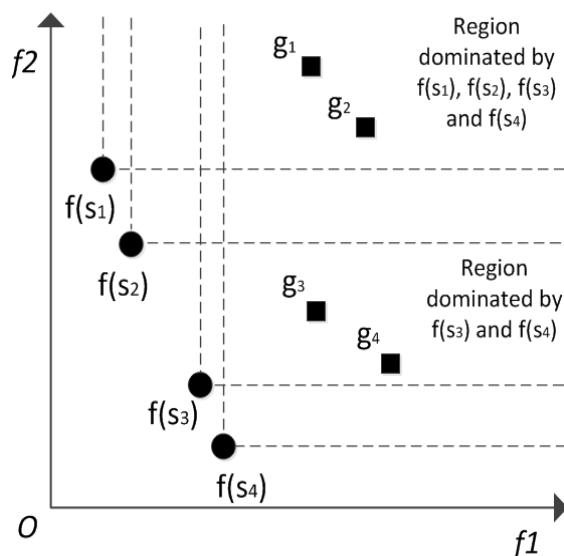 f2
g1
Region
dominated by
f(s1), f(s2), f(s3)
and f(s4)
g2
f(s1)
f(s2)
Region
dominated by
f(s3) and f(s4)
g3
g4
f(s3)
f(s4)
O
f1